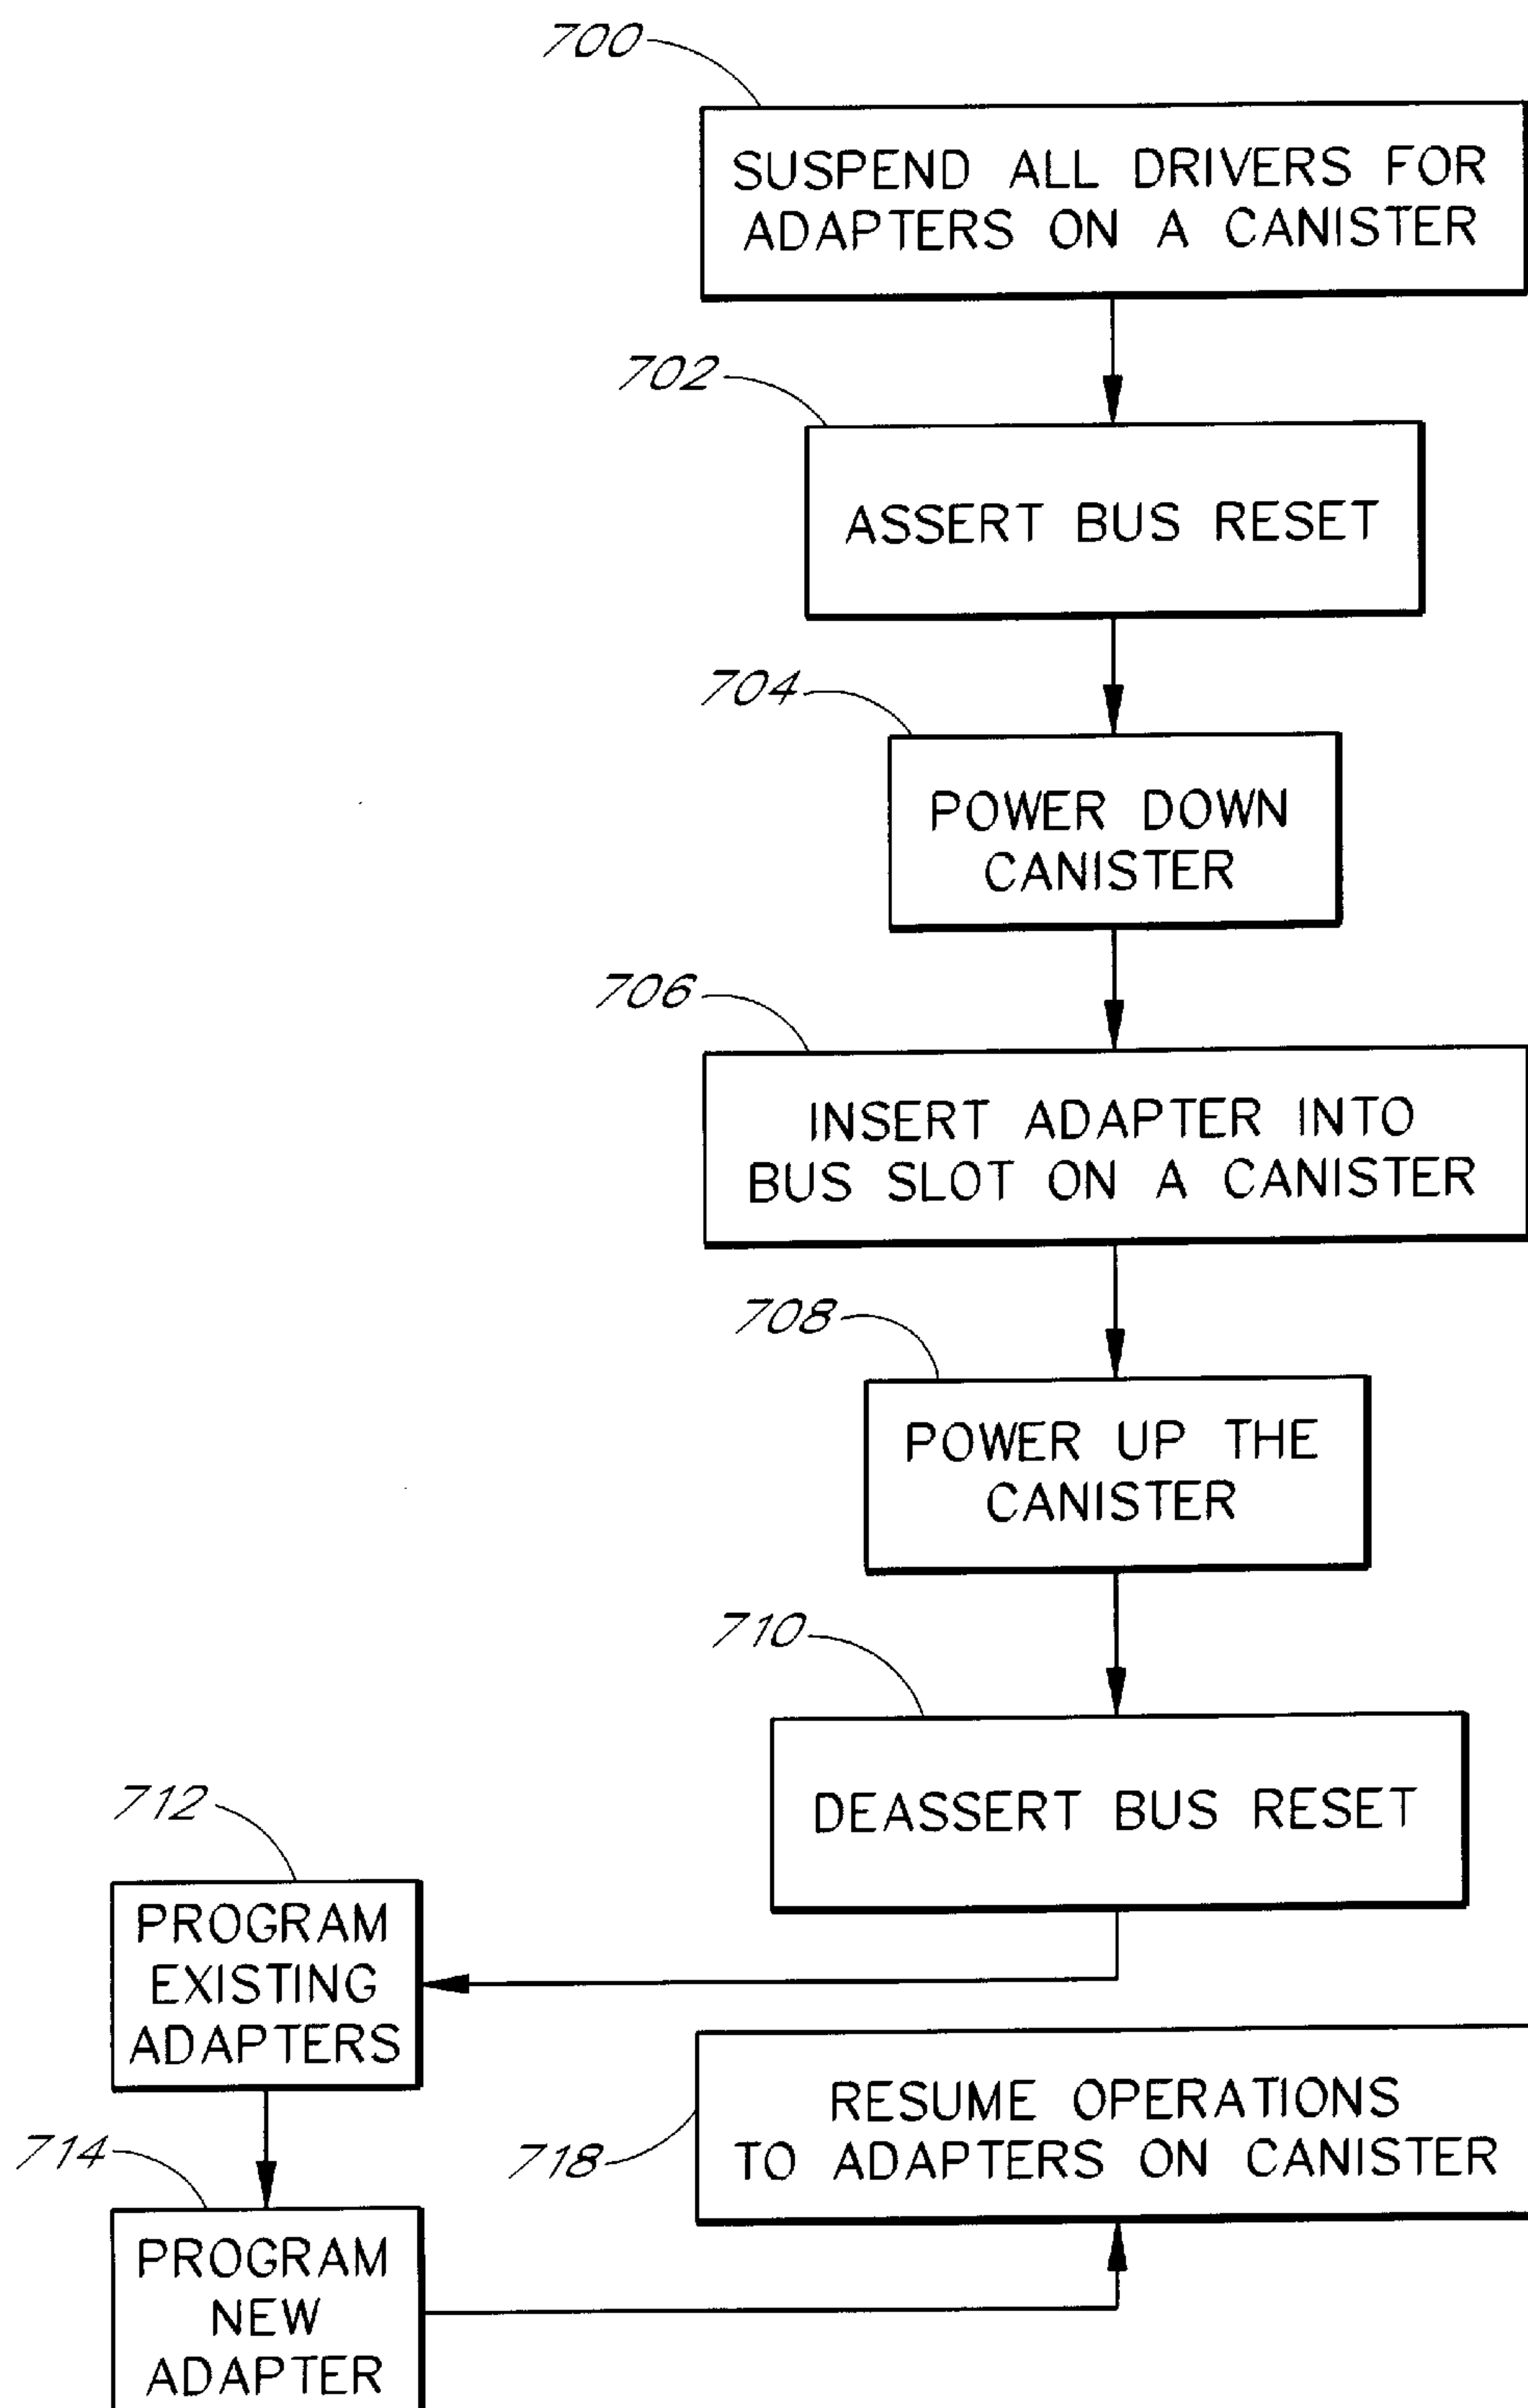 700
SUSPEND ALL DRIVERS FOR
ADAPTERS ON A CANISTER
702
ASSERT BUS RESET
704
POWER DOWN
CANISTER
706
INSERT ADAPTER INTO
BUS SLOT ON A CANISTER
708
POWER UP THE
CANISTER
710
DEASSERT BUS RESET
712
PROGRAM
EXISTING
ADAPTERS
714
PROGRAM
NEW
ADAPTER
718
RESUME OPERATIONS
TO ADAPTERS ON CANISTER